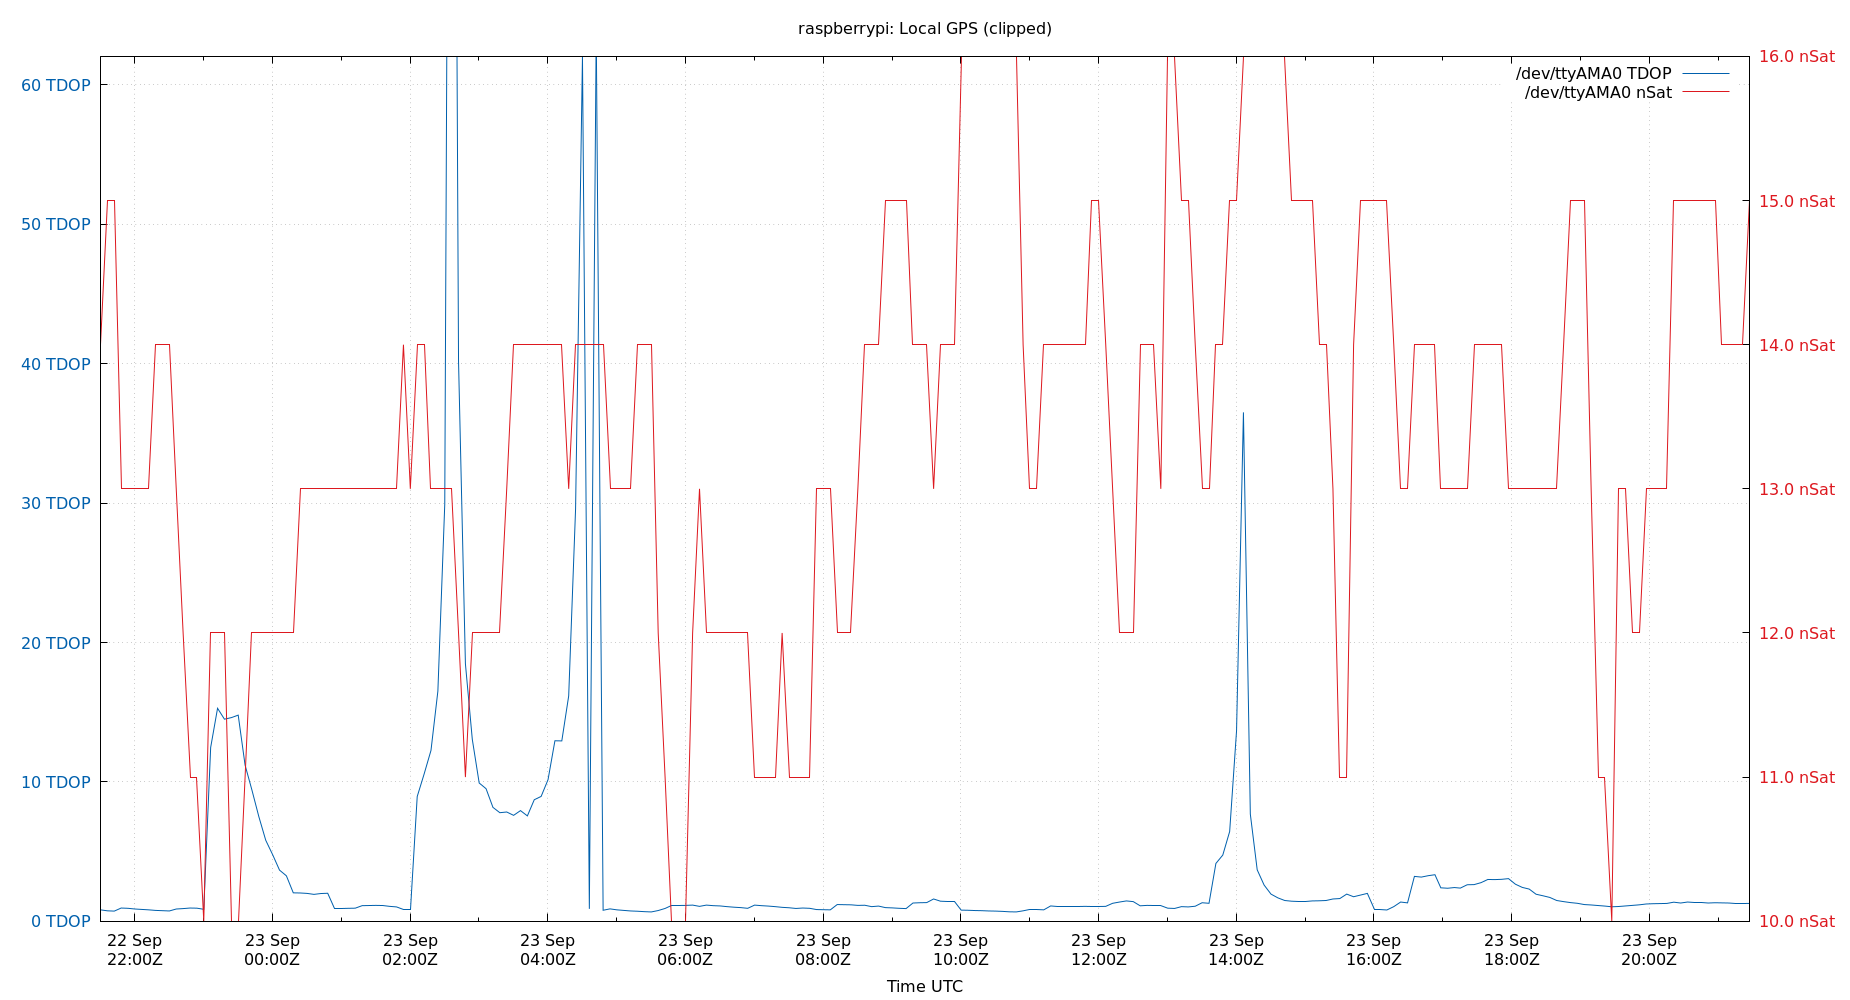 raspberrypi: Local GPS (clipped)
/dev/ttyAMA0 TDOP
/dev/ttyAMA0 nSat
60 TDOP
50 TDOP
40 TDOP
30 TDOP
20 TDOP
10 TDOP
0 TDOP
16.0 nSat
15.0 nSat
14.0 nSat
13.0 nSat
12.0 nSat
11.0 nSat
10.0 nSat
22 Sep
22:00Z
23 Sep
00:00Z
23 Sep
02:00Z
23 Sep
04:00Z
23 Sep
06:00Z
23 Sep
08:00Z
23 Sep
10:00Z
23 Sep
12:00Z
23 Sep
14:00Z
23 Sep
16:00Z
23 Sep
18:00Z
23 Sep
20:00Z
Time UTC